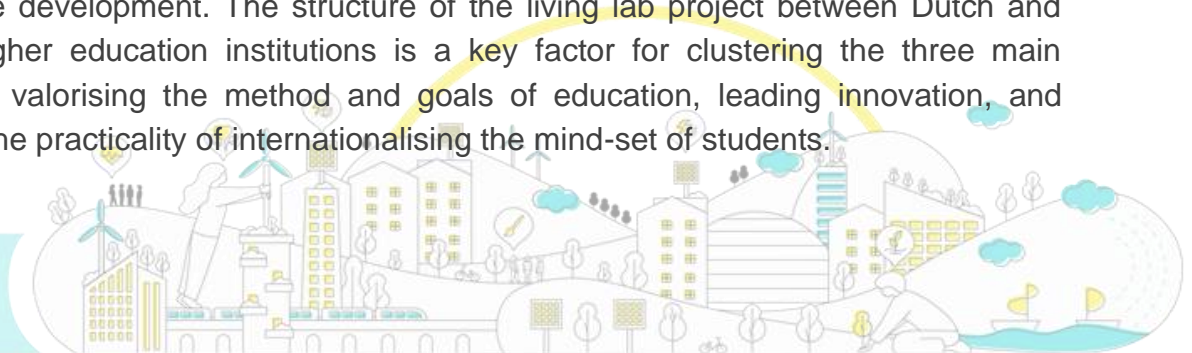 development. The structure of the living lab project between Dutch and
education institutions is a key factor for clustering the three main
valorising the method and goals of education, leading innovation, and
practicality of internationalising the mind-set of students.